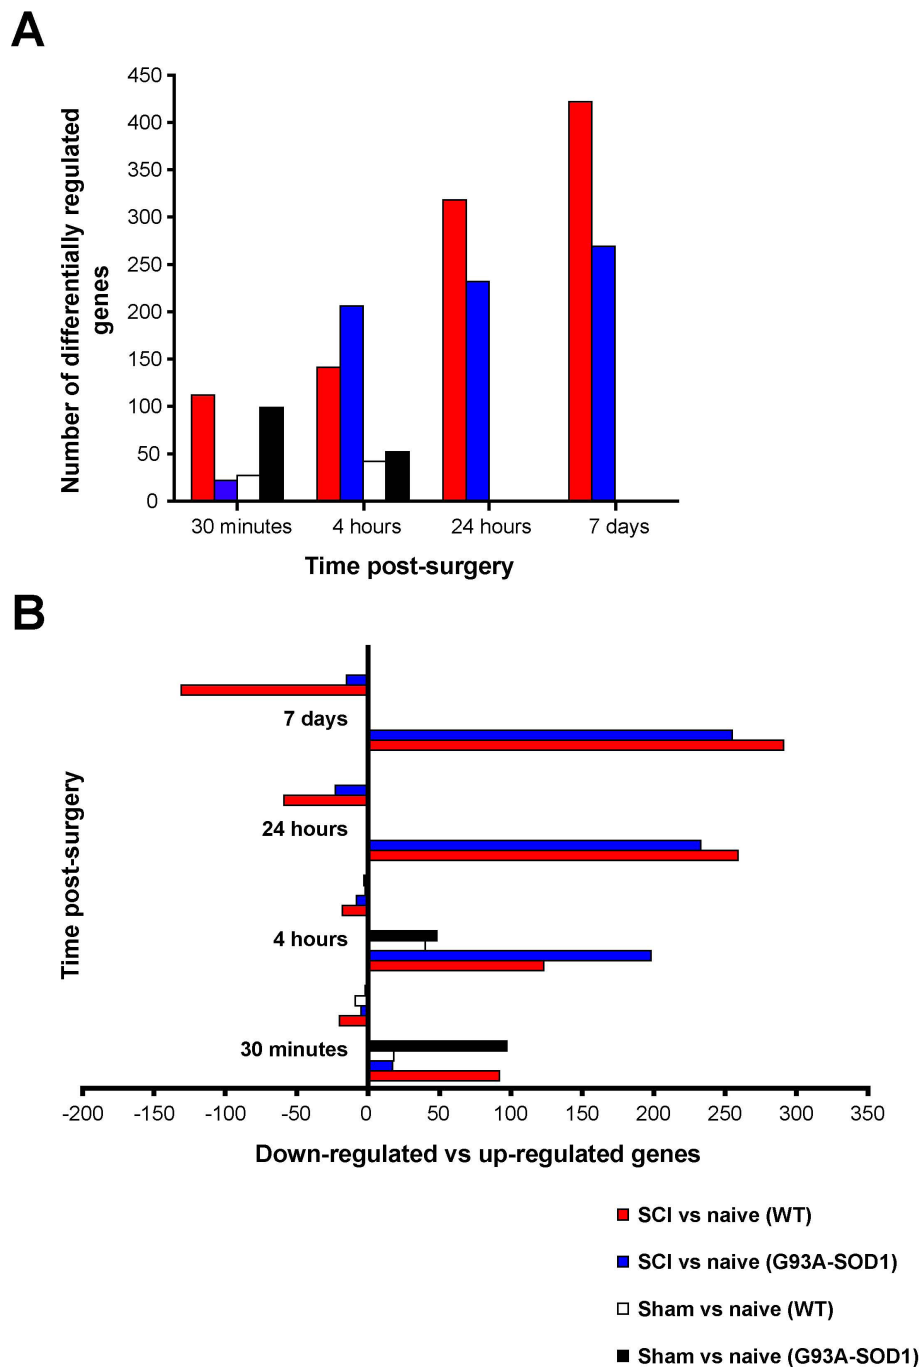 A
450
400
350
300
250
200
150
100
50
0
Number of differentially regulated
genes
30 minutes
4 hours
24 hours
7 days
Time post-surgery
B
7 days
24 hours
4 hours
30 minutes
Time post-surgery
-200
-150
-100
-50
0
50
100
150
200
250
300
350
Down-regulated vs up-regulated genes
SCI vs naive (WT)
SCI vs naive (G93A-SOD1)
Sham vs naive (WT)
Sham vs naive (G93A-SOD1)